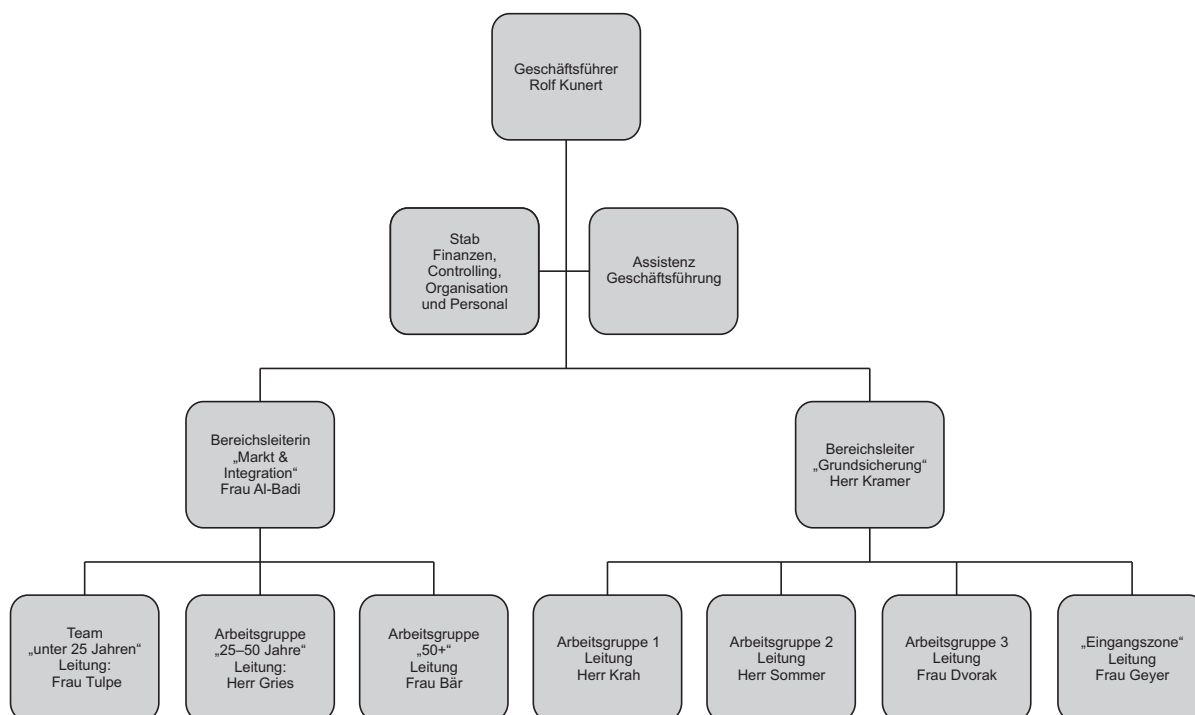 Geschäftsführer
Rolf Kunert
Stab
Finanzen,
Controlling,
Organisation
und Personal
Assistenz
Geschäftsführung
Bereichsleiterin
„Markt &
Integration“
Frau Al-Badi
Bereichsleiter
„Grundsicherung“
Herr Kramer
Team
„unter 25 Jahren“
Leitung:
Frau Tulpe
Arbeitsgruppe
„25–50 Jahre“
Leitung:
Herr Gries
Arbeitsgruppe
„50+“
Leitung
Frau Bär
Arbeitsgruppe 1
Leitung
Herr Krah
Arbeitsgruppe 2
Leitung
Herr Sommer
Arbeitsgruppe 3
Leitung
Frau Dvorak
„Eingangszone“
Leitung
Frau Geyer